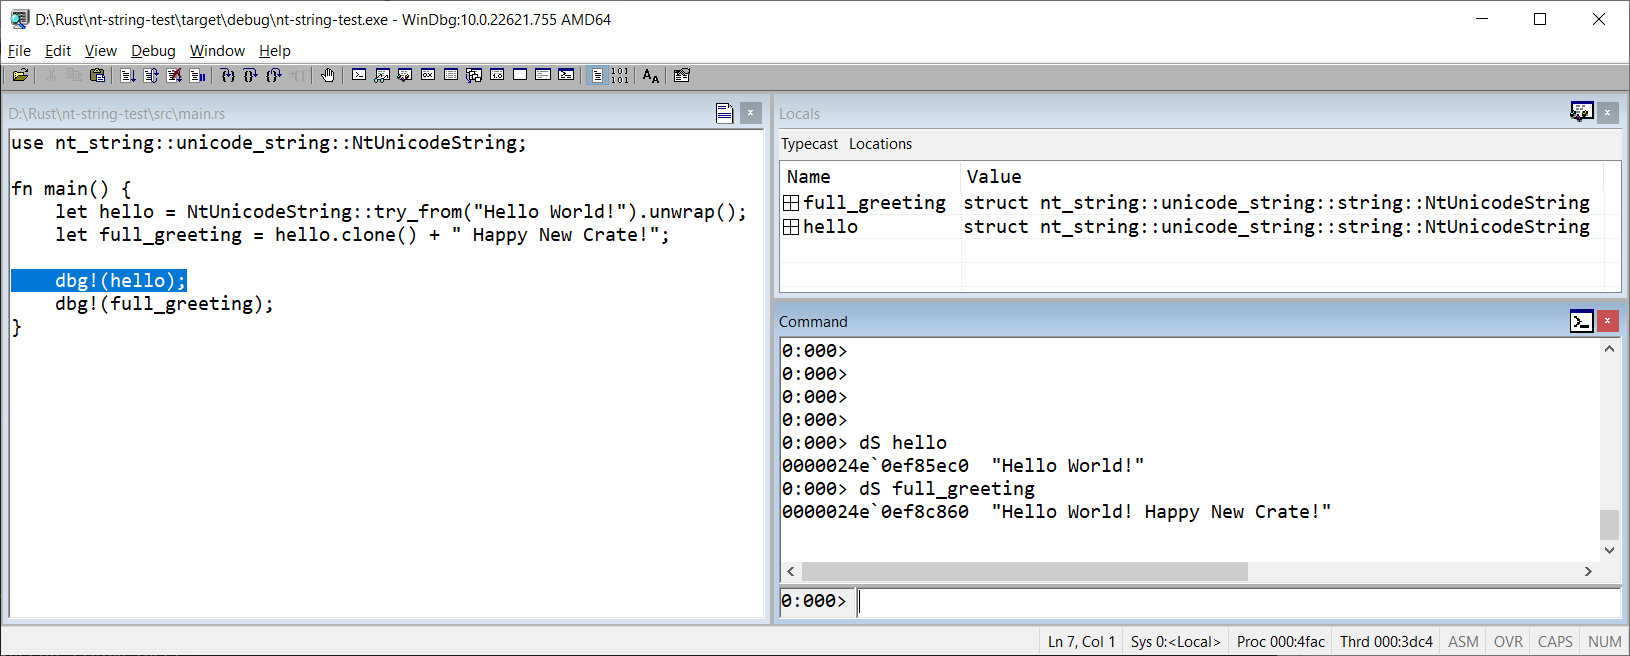 D:\Rust\nt-string-test\target\debug\nt-string-test.exe - WinDbg:10.0.22621.755 AMD64
File Edit View Debug Window Help
D:\Rust\nt-string-test\src\main.rs
use nt_string::unicode_string::NtUnicodeString;
fn main() {
    let hello = NtUnicodeString::try_from("Hello World!").unwrap();
    let full_greeting = hello.clone() + " Happy New Crate!";
    dbg!(hello);
    dbg!(full_greeting);
}
Locals
Typecast Locations
Name Value
full_greeting struct nt_string::unicode_string::string::NtUnicodeString
hello struct nt_string::unicode_string::string::NtUnicodeString
Command
0:000>
0:000>
0:000>
0:000>
0:000> dS hello
0000024e`0ef85ec0  "Hello World!"
0:000> dS full_greeting
0000024e`0ef8c860  "Hello World! Happy New Crate!"
0:000>
Ln 7, Col 1 Sys 0:<Local> Proc 000:4fac Thrd 000:3dc4 ASM OVR CAPS NUM